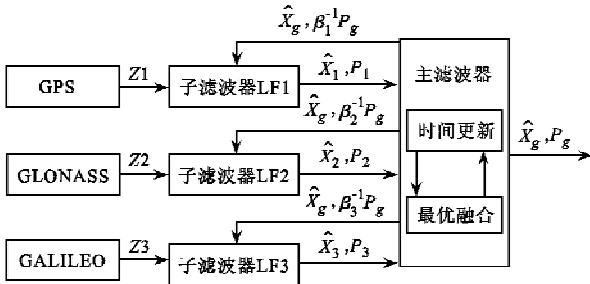 X̂g, β1⁻¹Pg
GPS
Z1
子滤波器LF1
X̂1, P1
主滤波器
X̂g, β2⁻¹Pg
时间更新
GLONASS
Z2
子滤波器LF2
X̂2, P2
X̂g, Pg
X̂g, β3⁻¹Pg
最优融合
GALILEO
Z3
子滤波器LF3
X̂3, P3